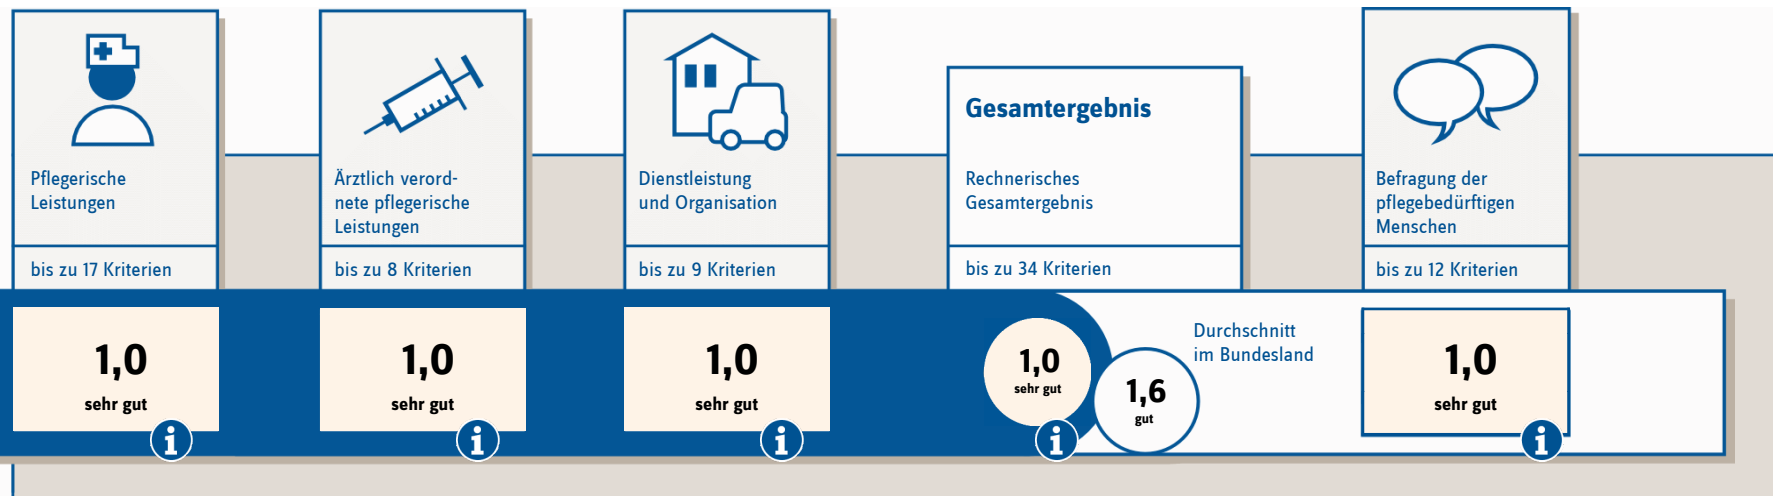 Pflegerische
Leistungen
bis zu 17 Kriterien
1,0
sehr gut
i
Ärztlich verord-
nete pflegerische
Leistungen
bis zu 8 Kriterien
1,0
sehr gut
i
Dienstleistung
und Organisation
bis zu 9 Kriterien
1,0
sehr gut
i
Gesamtergebnis
Rechnerisches
Gesamtergebnis
bis zu 34 Kriterien
1,0
sehr gut
i
1,6
gut
Durchschnitt
im Bundesland
Befragung der
pflegebedürftigen
Menschen
bis zu 12 Kriterien
1,0
sehr gut
i